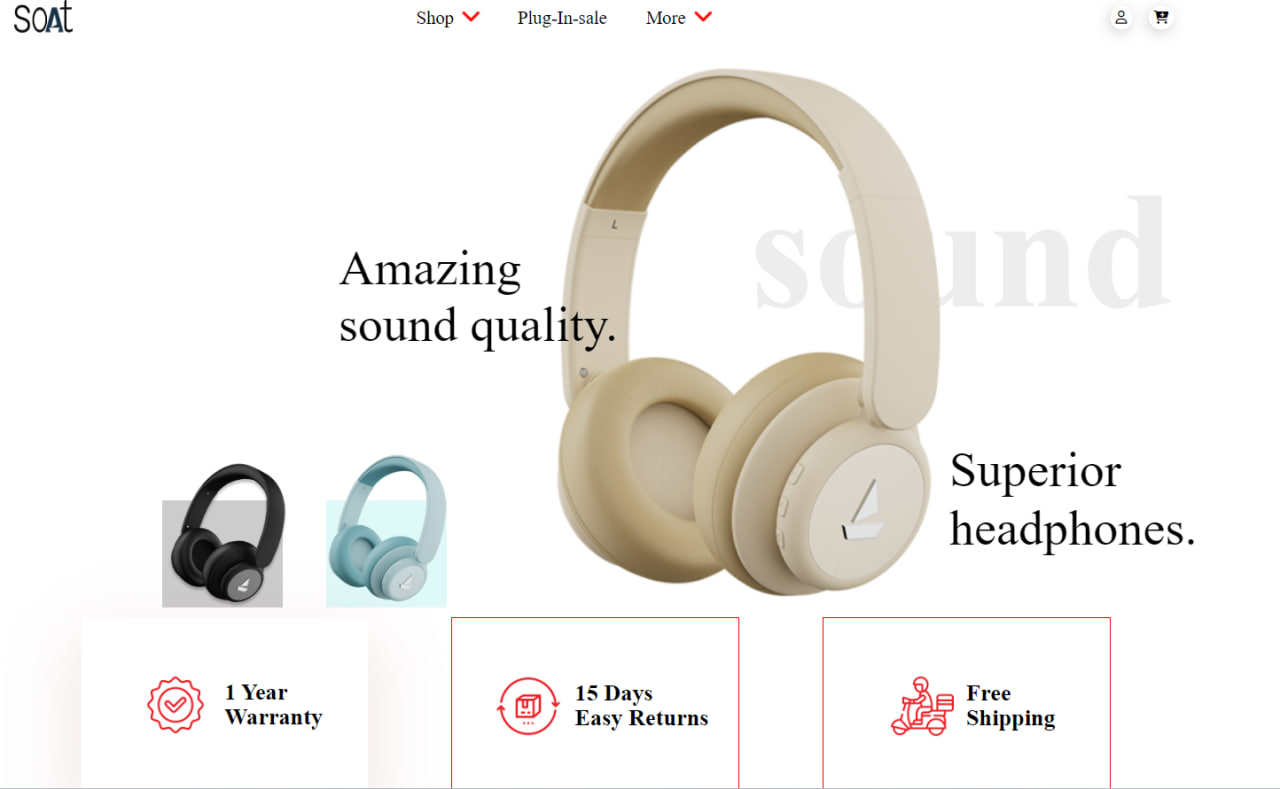 SOAt
Shop
Plug-In-sale
More
L
sound
Amazing
sound quality.
Superior
headphones.
1 Year
Warranty
15 Days
Easy Returns
Free
Shipping